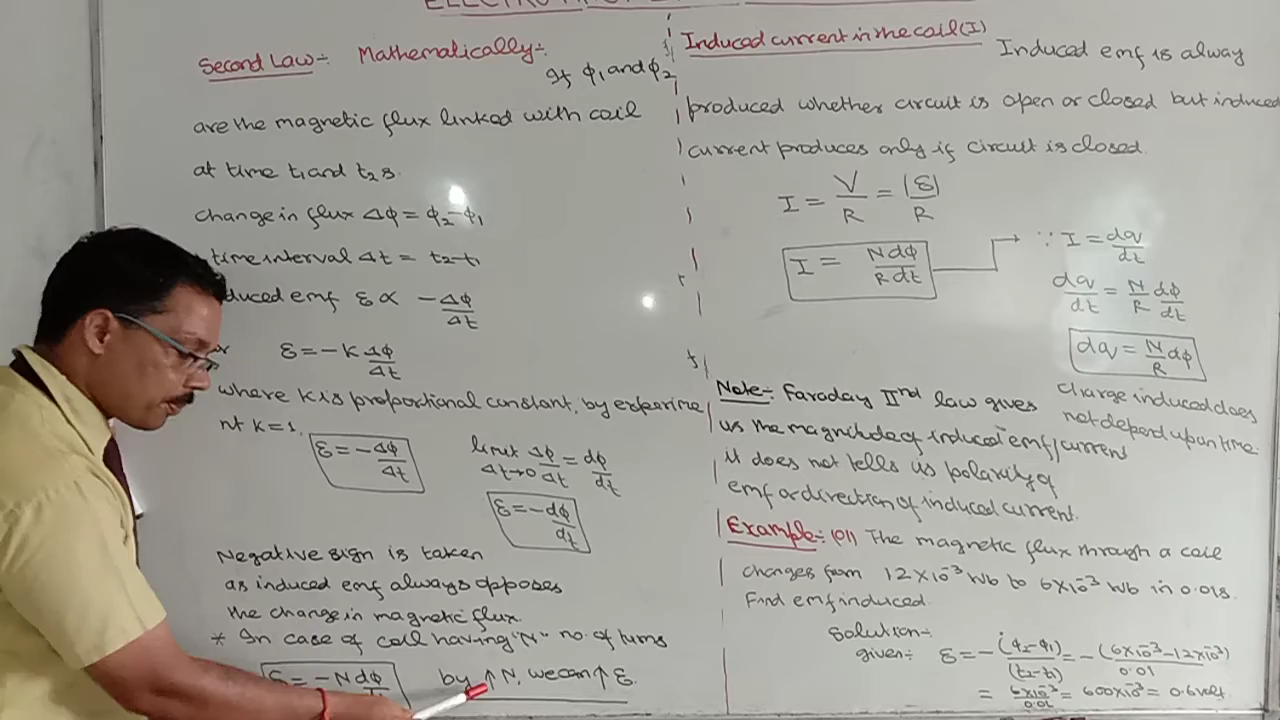 Second Law:- Mathematically:-
If φ₁ and φ₂
are the magnetic flux linked with coil
at time t₁ and t₂ s.
change in flux Δφ = φ₂-φ₁
time interval Δt = t₂-t₁
duced emf ε ∝ -Δφ/Δt
ε = -K Δφ/Δt
where K is proportional constant, by experime
nt K=1.
ε = -Δφ/Δt
limit Δt→0 Δφ/Δt = dφ/dt
ε = -dφ/dt
Negative sign is taken
as induced emf always opposes
the change in magnetic flux.
* In case of coil having "N" no. of turns
ε = -N dφ
by ↑ N, we can ↑ ε.
Induced current in the coil (I)
Induced emf is alway
produced whether circuit is open or closed but induced
current produces only if circuit is closed.
I = V/R = |ε|/R
I = N dφ/R dt
∵ I = dq/dt
dq/dt = N/R dφ/dt
dq = N/R dφ
charge induced does
not depend upon time.
Note:- Faraday IInd law gives
us the magnitude of induced emf/current
it does not tells us polarity of
emf or direction of induced current.
Example:- (01) The magnetic flux through a coil
changes from 12×10⁻³ Wb to 6×10⁻³ Wb in 0.01s.
Find emf induced.
Solution:-
given:- ε = -(φ₂-φ₁)/(t₂-t₁) = -(6×10⁻³-12×10⁻³)/0.01
= 6×10⁻³/0.01 = 600×10⁻³ = 0.6 volt.